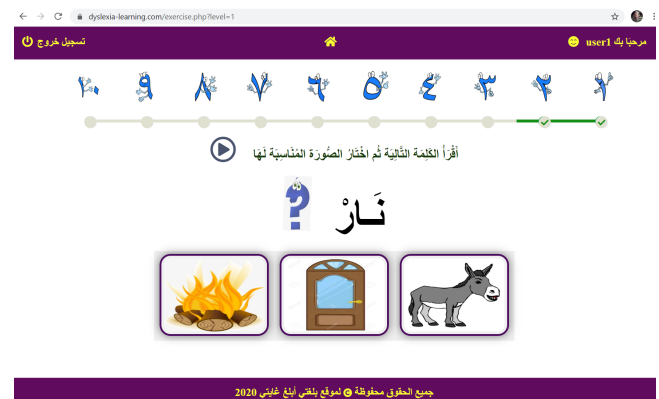 dyslexia-learning.com/exercise.php?level=1
مرحبًا بك user1
تسجيل خروج
١ ٢ ٣ ٤ ٥ ٦ ٧ ٨ ٩ ١٠
أَقْرَأُ الكَلِمَة التَّالِيَة ثُم اخْتَارُ الصُّورَة المُنَاسِبَة لَهَا
نَــارْ ?
جميع الحقوق محفوظة © لموقع بلغتي أبلغ غايتي 2020